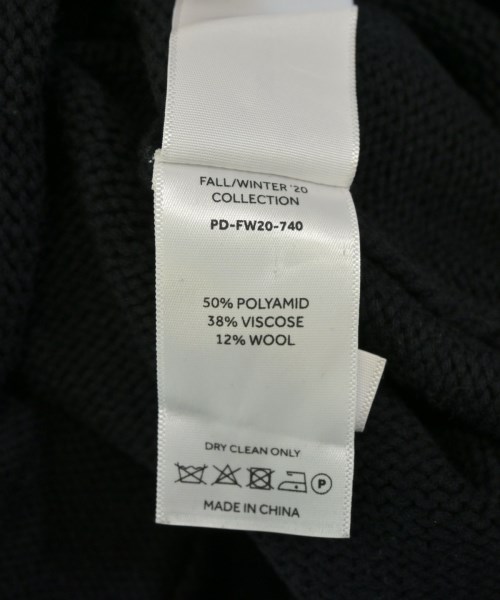 FALL/WINTER '20
COLLECTION
PD-FW20-740
50% POLYAMID
38% VISCOSE
12% WOOL
DRY CLEAN ONLY
P
MADE IN CHINA